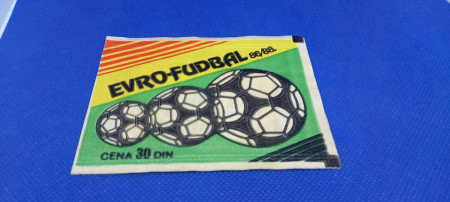 EVRO-FUDBAL 86/88.
CENA 30 DIN